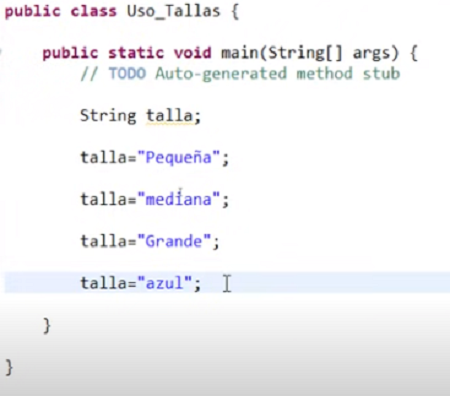 public class Uso_Tallas {
public static void main(String[] args) {
// TODO Auto-generated method stub
String talla;
talla="Pequeña";
talla="mediana";
talla="Grande";
talla="azul";
}
}